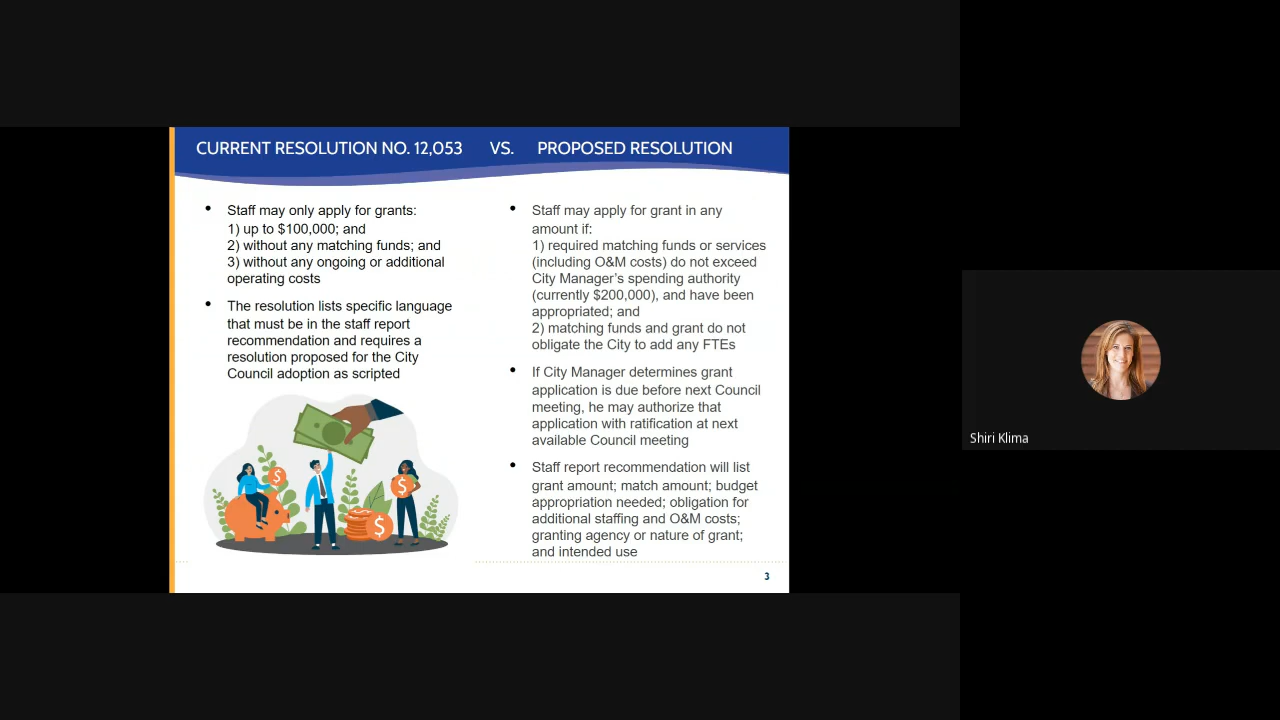 CURRENT RESOLUTION NO. 12,053 VS. PROPOSED RESOLUTION
• Staff may only apply for grants:
1) up to $100,000; and
2) without any matching funds; and
3) without any ongoing or additional
operating costs
• The resolution lists specific language
that must be in the staff report
recommendation and requires a
resolution proposed for the City
Council adoption as scripted
$
$
$
• Staff may apply for grant in any
amount if:
1) required matching funds or services
(including O&M costs) do not exceed
City Manager's spending authority
(currently $200,000), and have been
appropriated; and
2) matching funds and grant do not
obligate the City to add any FTEs
• If City Manager determines grant
application is due before next Council
meeting, he may authorize that
application with ratification at next
available Council meeting
• Staff report recommendation will list
grant amount; match amount; budget
appropriation needed; obligation for
additional staffing and O&M costs;
granting agency or nature of grant;
and intended use
3
Shiri Klima